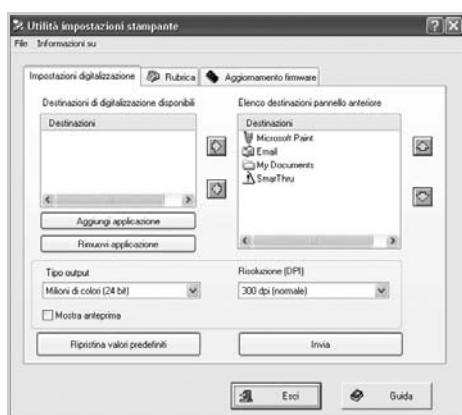 Utilità impostazioni stampante
File Informazioni su
Impostazioni digitalizzazione Rubrica Aggiornamento firmware
Destinazioni di digitalizzazione disponibili
Destinazioni
Aggiungi applicazione
Rimuovi applicazione
Elenco destinazioni pannello anteriore
Destinazioni
Microsoft Paint
Email
My Documents
SmarThru
Tipo output
Milioni di colori (24 bit)
Mostra anteprima
Risoluzione (DPI)
300 dpi (normale)
Ripristina valori predefiniti
Invia
Esci Guida